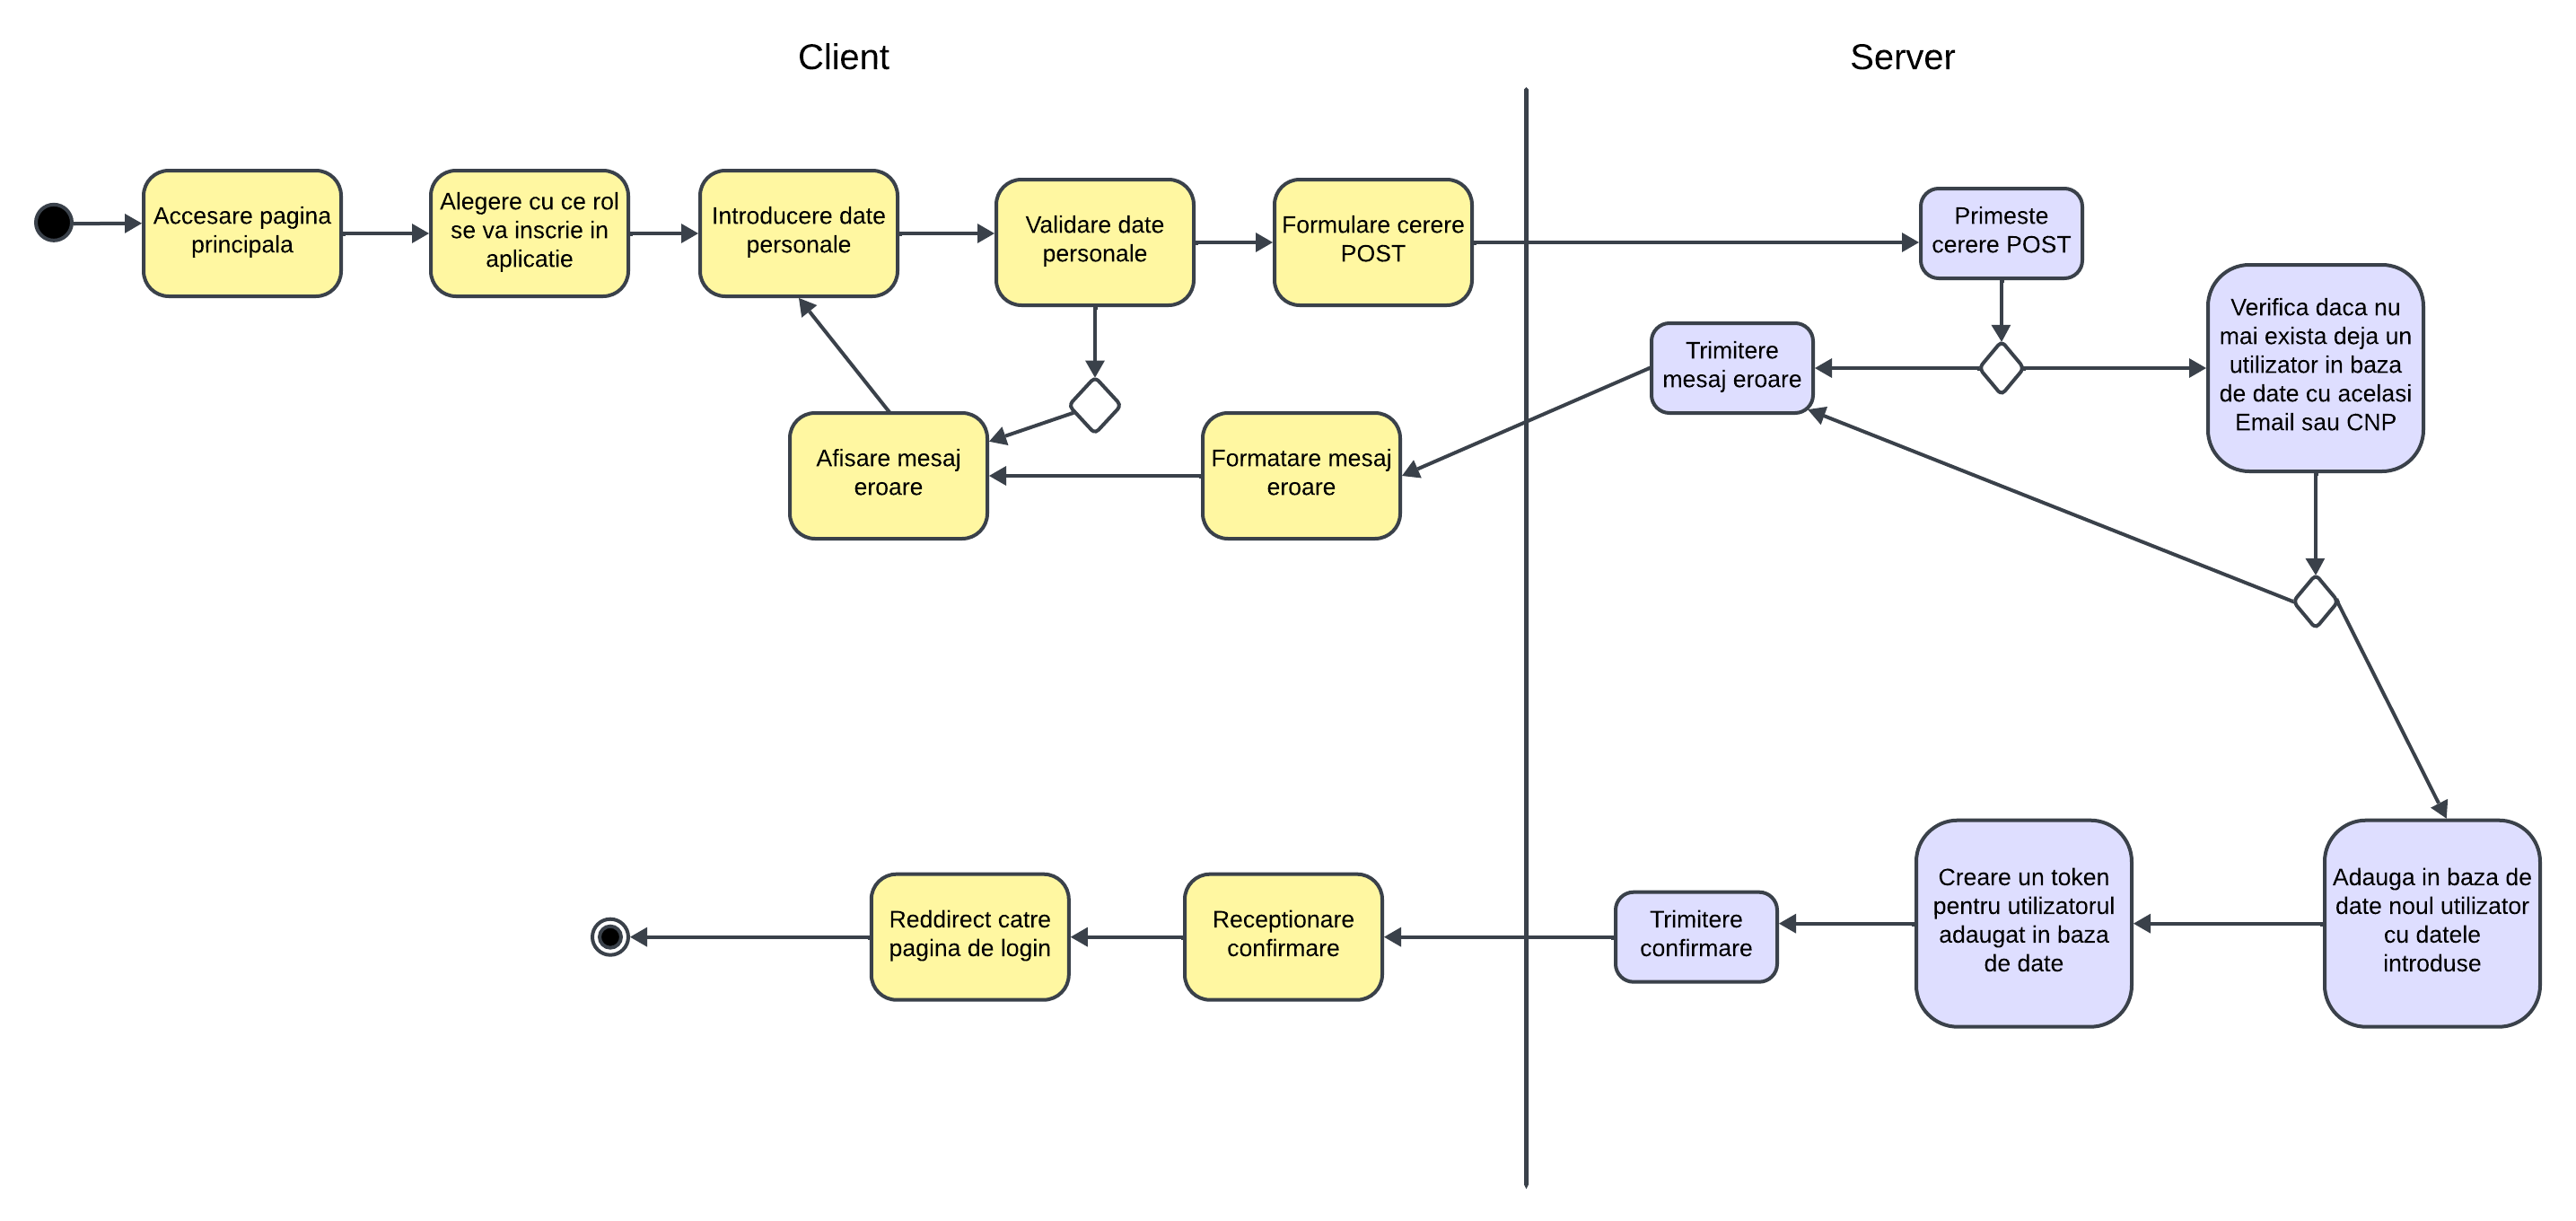 Client
Server
Accesare pagina
principala
Alegere cu ce rol
se va inscrie in
aplicatie
Introducere date
personale
Validare date
personale
Formulare cerere
POST
Primeste
cerere POST
Verifica daca nu
mai exista deja un
utilizator in baza
de date cu acelasi
Email sau CNP
Trimitere
mesaj eroare
Afisare mesaj
eroare
Formatare mesaj
eroare
Reddirect catre
pagina de login
Receptionare
confirmare
Trimitere
confirmare
Creare un token
pentru utilizatorul
adaugat in baza
de date
Adauga in baza de
date noul utilizator
cu datele
introduse